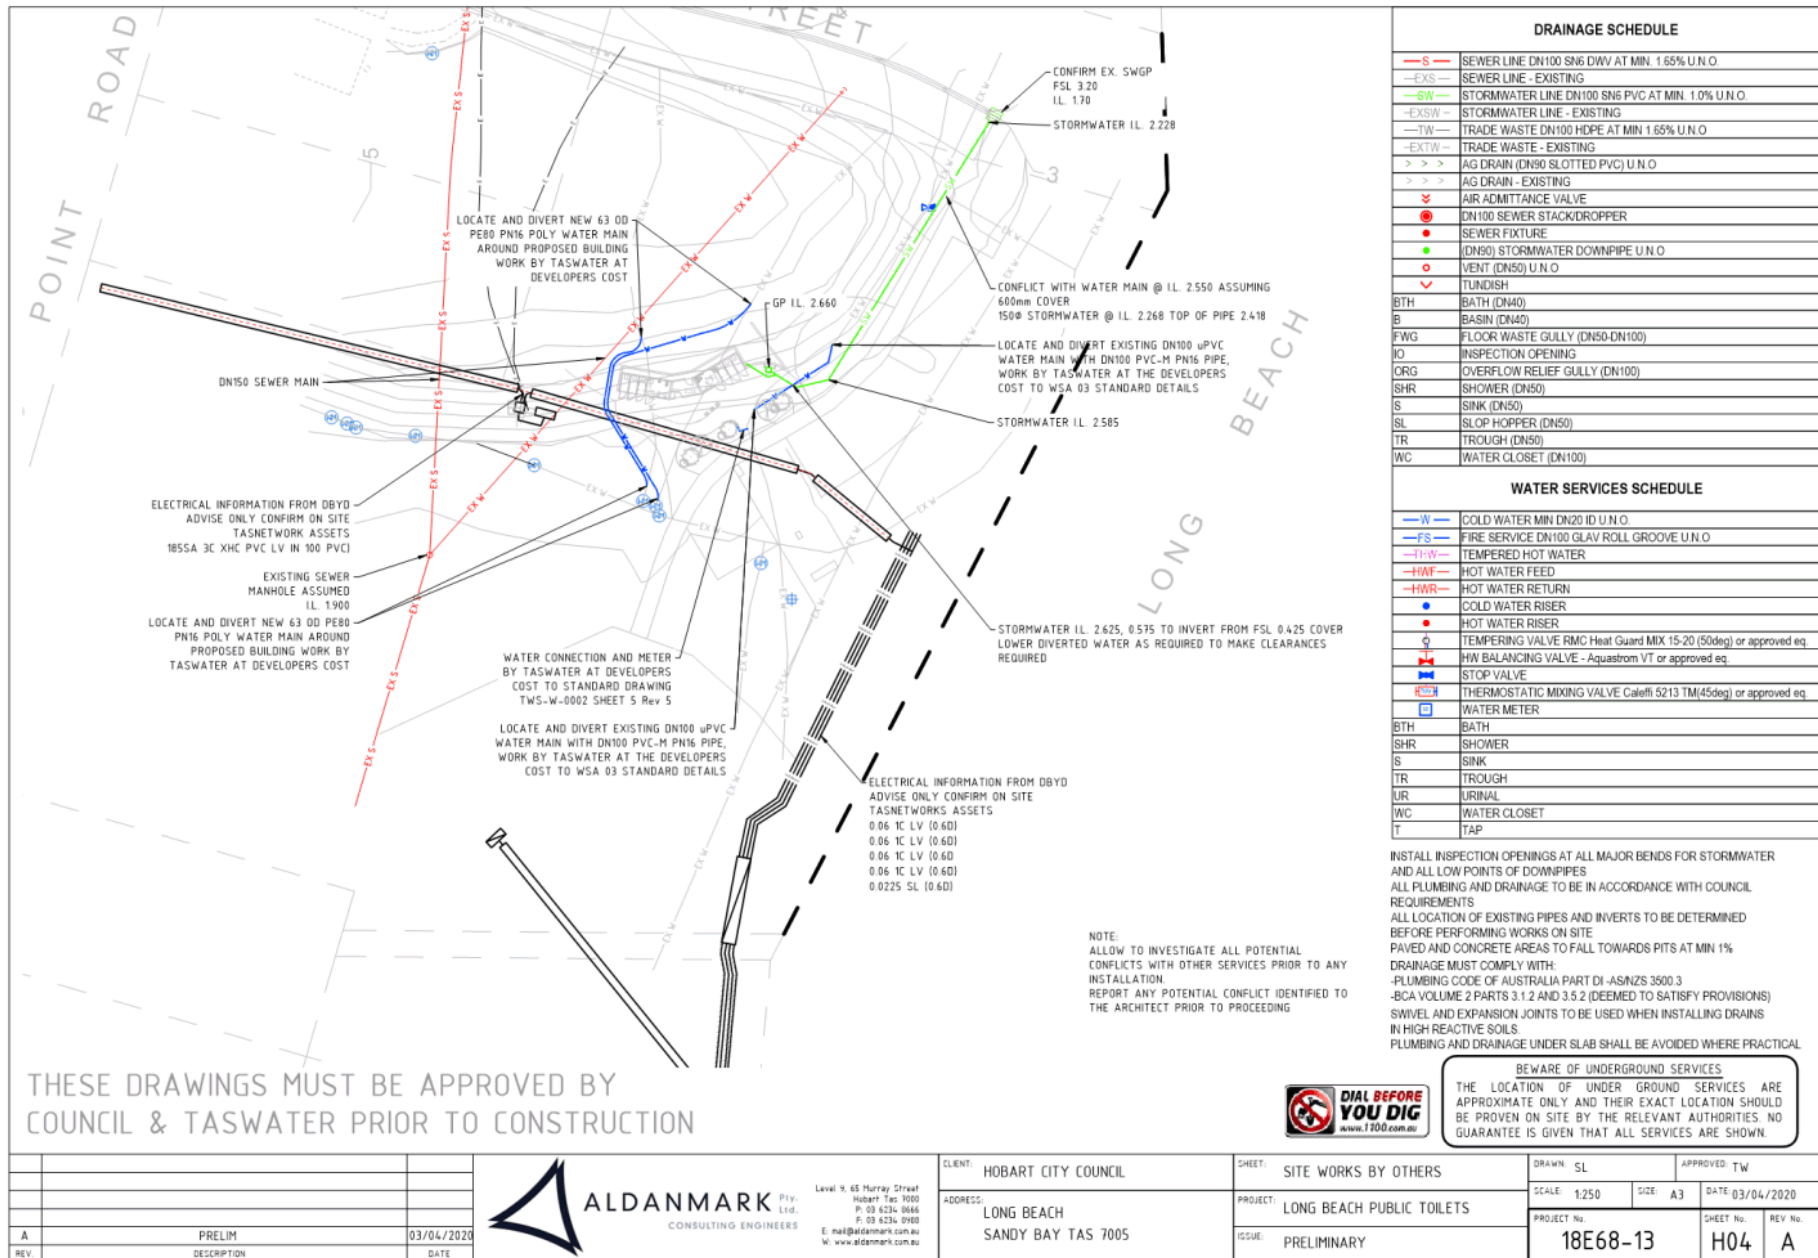 STREET
POINT ROAD
5
3
LONG BEACH
CONFIRM EX. SWGP
FSL 3.20
I.L. 1.70
STORMWATER I.L. 2.228
LOCATE AND DIVERT NEW 63 OD
PE80 PN16 POLY WATER MAIN
AROUND PROPOSED BUILDING
WORK BY TASWATER AT
DEVELOPERS COST
GP I.L. 2.660
CONFLICT WITH WATER MAIN @ I.L. 2.550 ASSUMING
600mm COVER
150Φ STORMWATER @ I.L. 2.268 TOP OF PIPE 2.418
LOCATE AND DIVERT EXISTING DN100 uPVC
WATER MAIN WITH DN100 PVC-M PN16 PIPE,
WORK BY TASWATER AT THE DEVELOPERS
COST TO WSA 03 STANDARD DETAILS
DN150 SEWER MAIN
STORMWATER I.L. 2.585
ELECTRICAL INFORMATION FROM DBYD
ADVISE ONLY CONFIRM ON SITE
TASNETWORK ASSETS
185SA 3C XHC PVC LV IN 100 PVC)
EXISTING SEWER
MANHOLE ASSUMED
I.L. 1.900
LOCATE AND DIVERT NEW 63 OD PE80
PN16 POLY WATER MAIN AROUND
PROPOSED BUILDING WORK BY
TASWATER AT DEVELOPERS COST
STORMWATER I.L. 2.625, 0.575 TO INVERT FROM FSL 0.425 COVER
LOWER DIVERTED WATER AS REQUIRED TO MAKE CLEARANCES
REQUIRED
WATER CONNECTION AND METER
BY TASWATER AT DEVELOPERS
COST TO STANDARD DRAWING
TWS-W-0002 SHEET 5 Rev 5
LOCATE AND DIVERT EXISTING DN100 uPVC
WATER MAIN WITH DN100 PVC-M PN16 PIPE,
WORK BY TASWATER AT THE DEVELOPERS
COST TO WSA 03 STANDARD DETAILS
ELECTRICAL INFORMATION FROM DBYD
ADVISE ONLY CONFIRM ON SITE
TASNETWORKS ASSETS
0.06 1C LV (0.6D)
0.06 1C LV (0.6D)
0.06 1C LV (0.6D
0.06 1C LV (0.6D)
0.0225 SL (0.6D)
NOTE:
ALLOW TO INVESTIGATE ALL POTENTIAL
CONFLICTS WITH OTHER SERVICES PRIOR TO ANY
INSTALLATION.
REPORT ANY POTENTIAL CONFLICT IDENTIFIED TO
THE ARCHITECT PRIOR TO PROCEEDING
THESE DRAWINGS MUST BE APPROVED BY
COUNCIL & TASWATER PRIOR TO CONSTRUCTION
DRAINAGE SCHEDULE
S SEWER LINE DN100 SN6 DWV AT MIN. 1.65% U.N.O.
EXS SEWER LINE - EXISTING
SW STORMWATER LINE DN100 SN6 PVC AT MIN. 1.0% U.N.O.
EXSW STORMWATER LINE - EXISTING
TW TRADE WASTE DN100 HDPE AT MIN 1.65% U.N.O
EXTW TRADE WASTE - EXISTING
> > > AG DRAIN (DN90 SLOTTED PVC) U.N.O
> > > AG DRAIN - EXISTING
AIR ADMITTANCE VALVE
DN100 SEWER STACK/DROPPER
SEWER FIXTURE
(DN90) STORMWATER DOWNPIPE U.N.O
VENT (DN50) U.N.O
TUNDISH
BTH BATH (DN40)
B BASIN (DN40)
FWG FLOOR WASTE GULLY (DN50-DN100)
IO INSPECTION OPENING
ORG OVERFLOW RELIEF GULLY (DN100)
SHR SHOWER (DN50)
S SINK (DN50)
SL SLOP HOPPER (DN50)
TR TROUGH (DN50)
WC WATER CLOSET (DN100)
WATER SERVICES SCHEDULE
W COLD WATER MIN DN20 ID U.N.O.
FS FIRE SERVICE DN100 GLAV ROLL GROOVE U.N.O
THW TEMPERED HOT WATER
HWF HOT WATER FEED
HWR HOT WATER RETURN
COLD WATER RISER
HOT WATER RISER
TEMPERING VALVE RMC Heat Guard MIX 15-20 (50deg) or approved eq.
HW BALANCING VALVE - Aquastrom VT or approved eq.
STOP VALVE
THERMOSTATIC MIXING VALVE Caleffi 5213 TM(45deg) or approved eq.
WATER METER
BTH BATH
SHR SHOWER
S SINK
TR TROUGH
UR URINAL
WC WATER CLOSET
T TAP
INSTALL INSPECTION OPENINGS AT ALL MAJOR BENDS FOR STORMWATER
AND ALL LOW POINTS OF DOWNPIPES
ALL PLUMBING AND DRAINAGE TO BE IN ACCORDANCE WITH COUNCIL
REQUIREMENTS
ALL LOCATION OF EXISTING PIPES AND INVERTS TO BE DETERMINED
BEFORE PERFORMING WORKS ON SITE
PAVED AND CONCRETE AREAS TO FALL TOWARDS PITS AT MIN 1%
DRAINAGE MUST COMPLY WITH:
-PLUMBING CODE OF AUSTRALIA PART DI -AS/NZS 3500.3
-BCA VOLUME 2 PARTS 3.1.2 AND 3.5.2 (DEEMED TO SATISFY PROVISIONS)
SWIVEL AND EXPANSION JOINTS TO BE USED WHEN INSTALLING DRAINS
IN HIGH REACTIVE SOILS.
PLUMBING AND DRAINAGE UNDER SLAB SHALL BE AVOIDED WHERE PRACTICAL
DIAL BEFORE
YOU DIG
www.1100.com.au
BEWARE OF UNDERGROUND SERVICES
THE LOCATION OF UNDER GROUND SERVICES ARE
APPROXIMATE ONLY AND THEIR EXACT LOCATION SHOULD
BE PROVEN ON SITE BY THE RELEVANT AUTHORITIES. NO
GUARANTEE IS GIVEN THAT ALL SERVICES ARE SHOWN.
A PRELIM 03/04/2020
REV. DESCRIPTION DATE
ALDANMARK Pty. Ltd.
CONSULTING ENGINEERS
Level 9, 65 Murray Street
Hobart Tas 7000
P: 03 6234 8666
F: 03 6234 8988
E: mail@aldanmark.com.au
W: www.aldanmark.com.au
CLIENT: HOBART CITY COUNCIL
ADDRESS: LONG BEACH
SANDY BAY TAS 7005
SHEET: SITE WORKS BY OTHERS
PROJECT: LONG BEACH PUBLIC TOILETS
ISSUE: PRELIMINARY
DRAWN: SL APPROVED: TW
SCALE: 1:250 SIZE: A3 DATE: 03/04/2020
PROJECT No. 18E68-13
SHEET No. H04
REV No. A